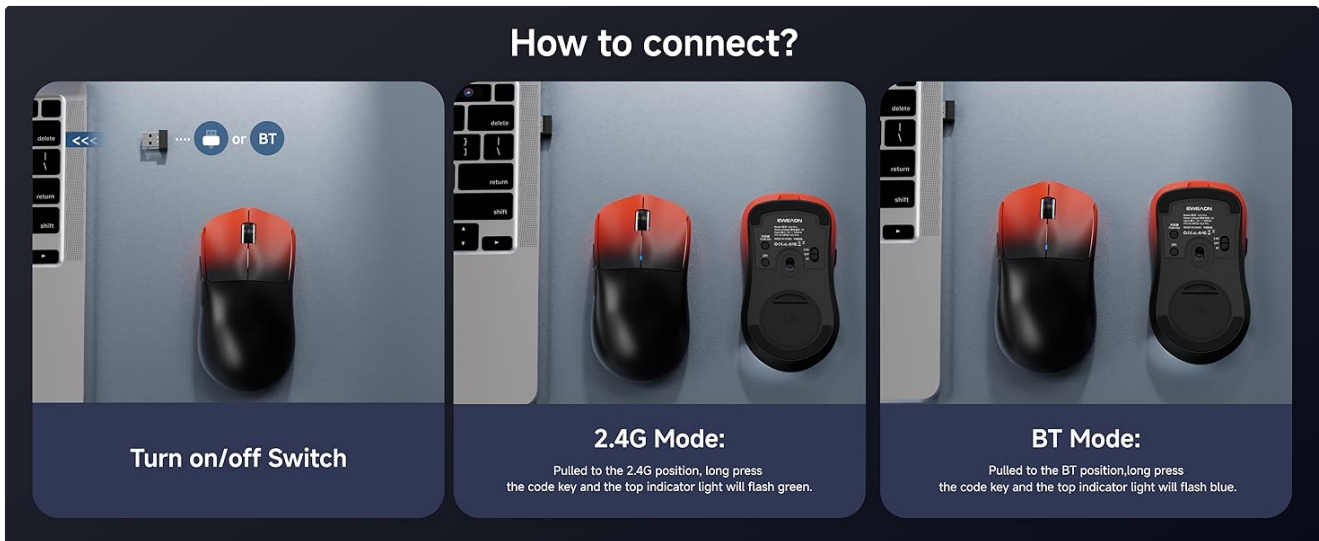 How to connect?
delete
<<<
or
BT
return
shift
Turn on/off Switch
delete
return
shift
EWEADN
2.4G Mode:
Pulled to the 2.4G position, long press
the code key and the top indicator light will flash green.
delete
return
shift
EWEADN
BT Mode:
Pulled to the BT position,long press
the code key and the top indicator light will flash blue.